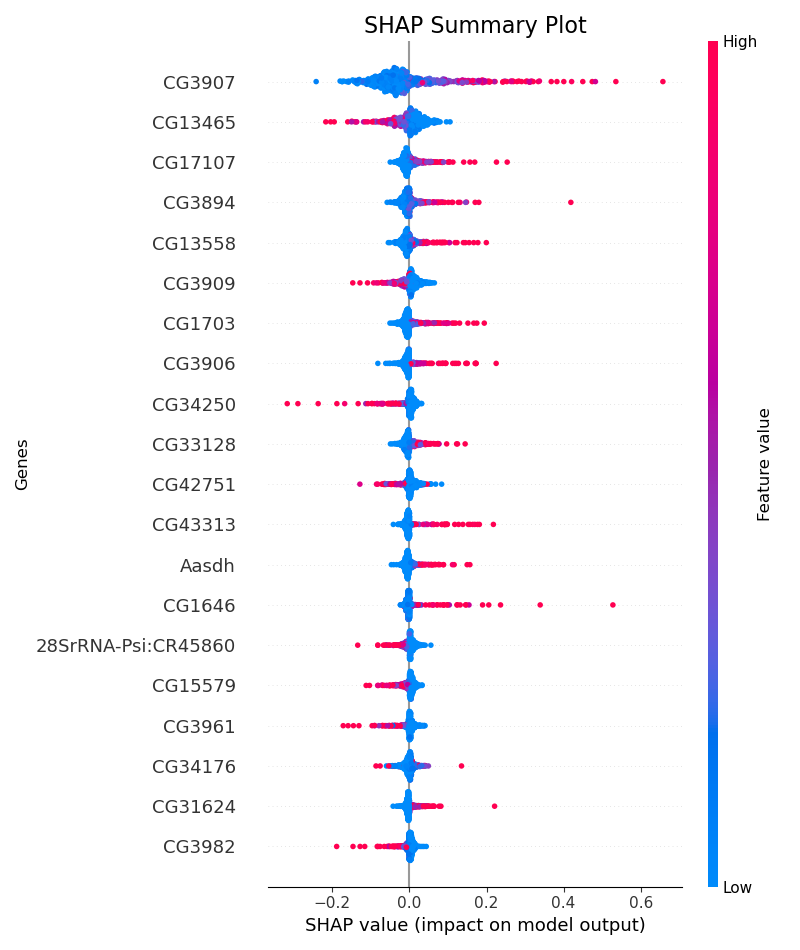 SHAP Summary Plot
High
CG3907
CG13465
CG17107
CG3894
CG13558
CG3909
CG1703
CG3906
CG34250
CG33128
CG42751
CG43313
Aasdh
CG1646
28SrRNA-Psi:CR45860
CG15579
CG3961
CG34176
CG31624
CG3982
Genes
Feature value
Low
−0.2 0.0 0.2 0.4 0.6
SHAP value (impact on model output)